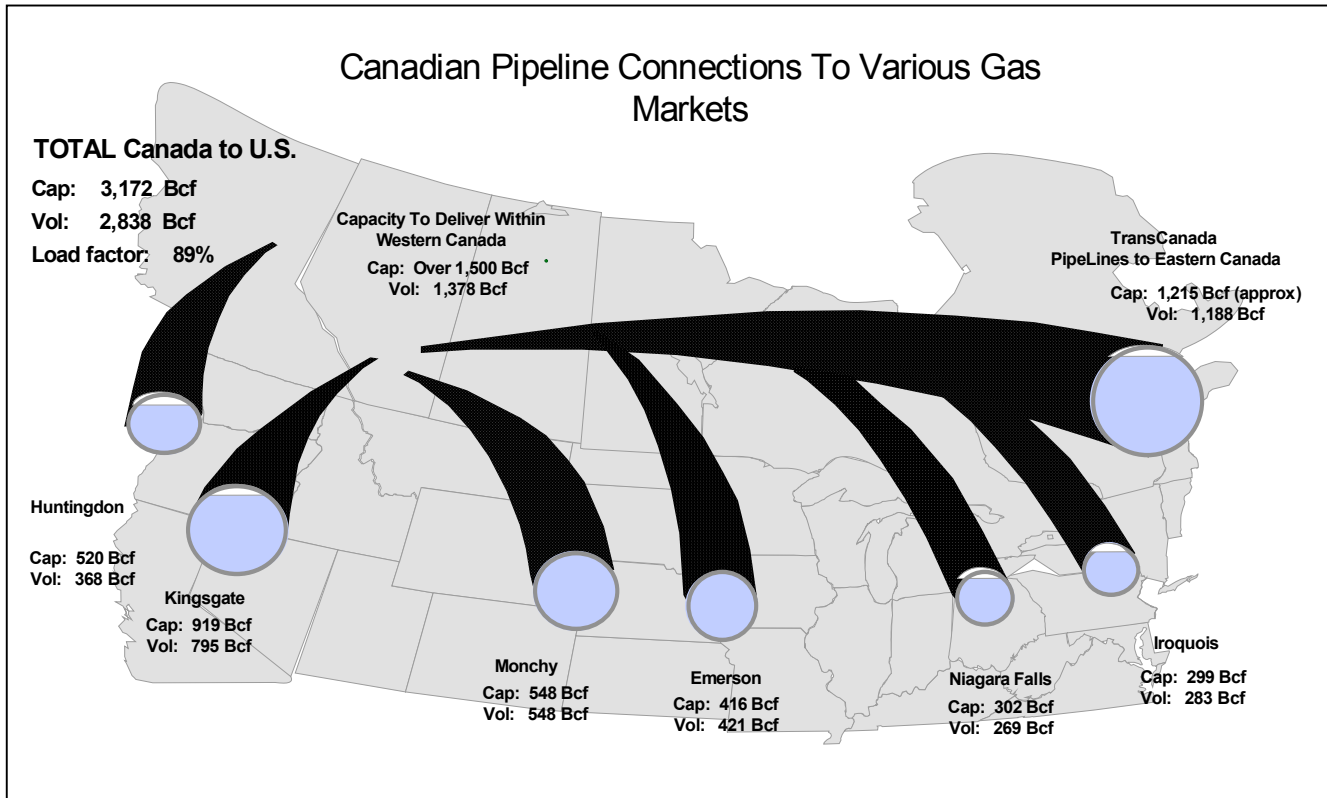 Canadian Pipeline Connections To Various Gas
Markets
TOTAL Canada to U.S.
Cap: 3,172 Bcf
Vol: 2,838 Bcf
Load factor: 89%
Capacity To Deliver Within
Western Canada
Cap: Over 1,500 Bcf
Vol: 1,378 Bcf
TransCanada
PipeLines to Eastern Canada
Cap: 1,215 Bcf (approx)
Vol: 1,188 Bcf
Huntingdon
Cap: 520 Bcf
Vol: 368 Bcf
Kingsgate
Cap: 919 Bcf
Vol: 795 Bcf
Monchy
Cap: 548 Bcf
Vol: 548 Bcf
Emerson
Cap: 416 Bcf
Vol: 421 Bcf
Niagara Falls
Cap: 302 Bcf
Vol: 269 Bcf
Iroquois
Cap: 299 Bcf
Vol: 283 Bcf